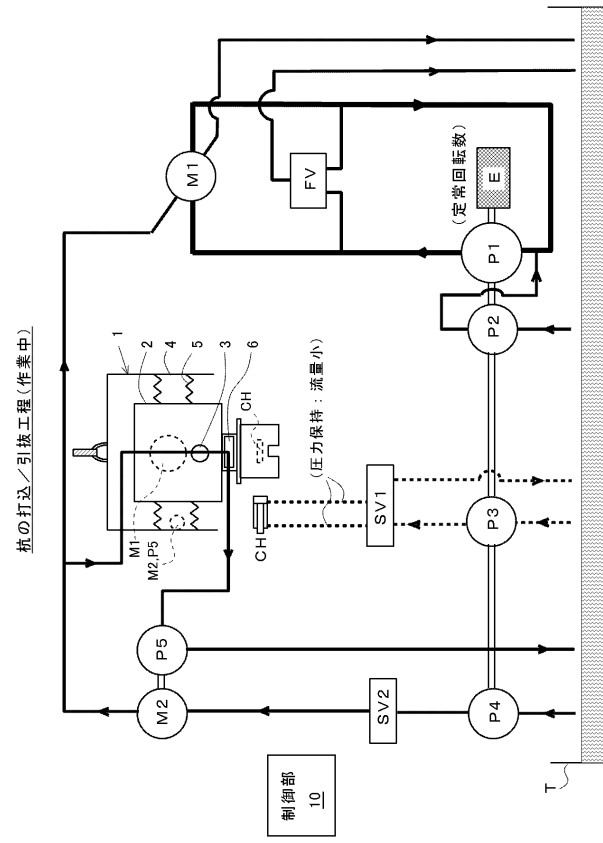 杭の打込／引抜工程(作業中)
1
2
4
5
3
6
M1
M2,P5
CH
CH
(圧力保持：流量小)
M1
FV
(定常回転数)
E
P1
P2
P3
P4
SV1
SV2
P5
M2
制御部
10
T